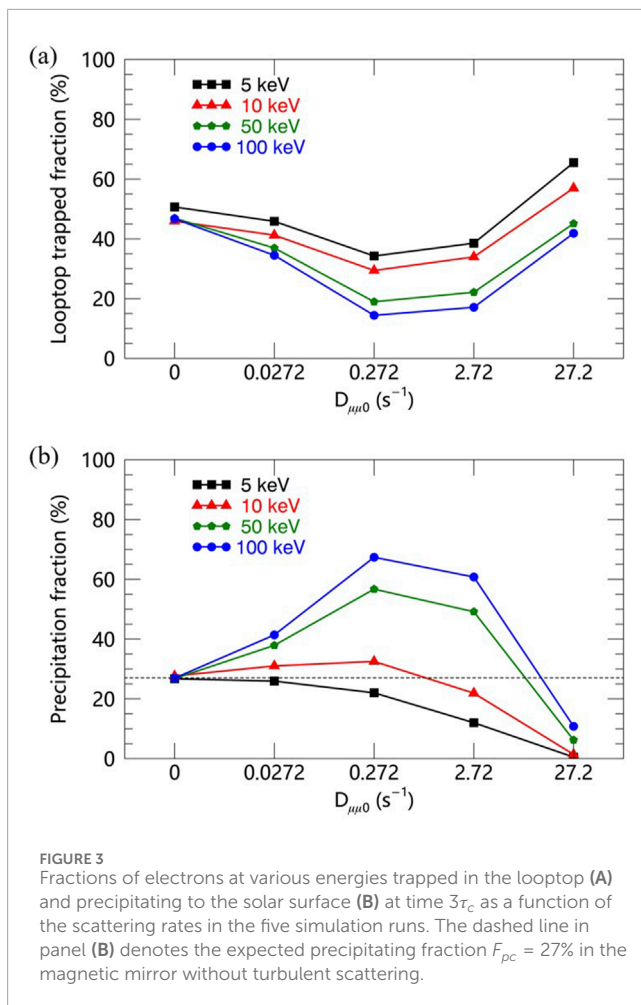 (a)
100
80
60
40
20
0
Looptop trapped fraction (%)
5 keV
10 keV
50 keV
100 keV
0 0.0272 0.272 2.72 27.2
Dμμ0 (s⁻¹)
(b)
100
80
60
40
20
0
Precipitation fraction (%)
5 keV
10 keV
50 keV
100 keV
0 0.0272 0.272 2.72 27.2
Dμμ0 (s⁻¹)
FIGURE 3
Fractions of electrons at various energies trapped in the looptop (A)
and precipitating to the solar surface (B) at time 3τc as a function of
the scattering rates in the five simulation runs. The dashed line in
panel (B) denotes the expected precipitating fraction Fpc = 27% in the
magnetic mirror without turbulent scattering.